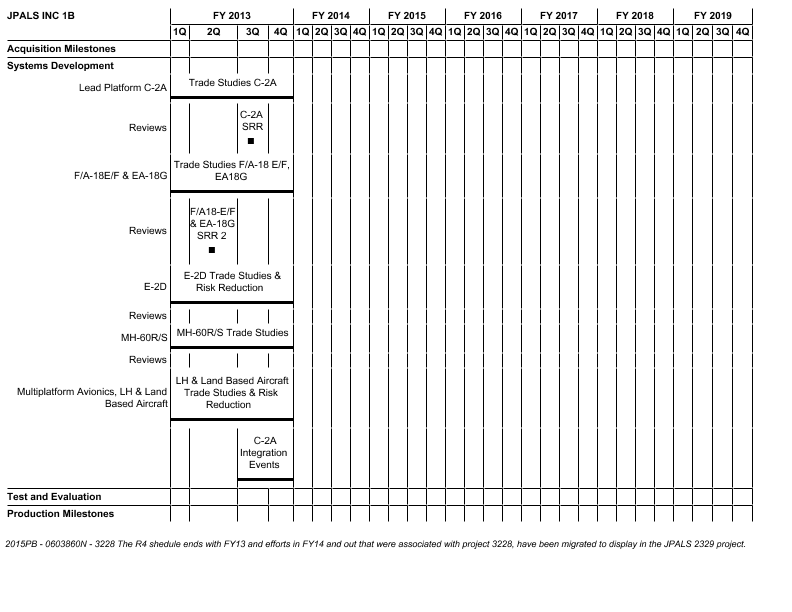 JPALS INC 1B FY 2013 FY 2014 FY 2015 FY 2016 FY 2017 FY 2018 FY 2019
1Q 2Q 3Q 4Q 1Q 2Q 3Q 4Q 1Q 2Q 3Q 4Q 1Q 2Q 3Q 4Q 1Q 2Q 3Q 4Q 1Q 2Q 3Q 4Q 1Q 2Q 3Q 4Q
Acquisition Milestones
Systems Development
Lead Platform C-2A
Trade Studies C-2A
Reviews
C-2A
SRR
F/A-18E/F & EA-18G
Trade Studies F/A-18 E/F,
EA18G
Reviews
F/A18-E/F
& EA-18G
SRR 2
E-2D
E-2D Trade Studies &
Risk Reduction
Reviews
MH-60R/S
MH-60R/S Trade Studies
Reviews
Multiplatform Avionics, LH & Land
Based Aircraft
LH & Land Based Aircraft
Trade Studies & Risk
Reduction
C-2A
Integration
Events
Test and Evaluation
Production Milestones
2015PB - 0603860N - 3228 The R4 shedule ends with FY13 and efforts in FY14 and out that were associated with project 3228, have been migrated to display in the JPALS 2329 project.